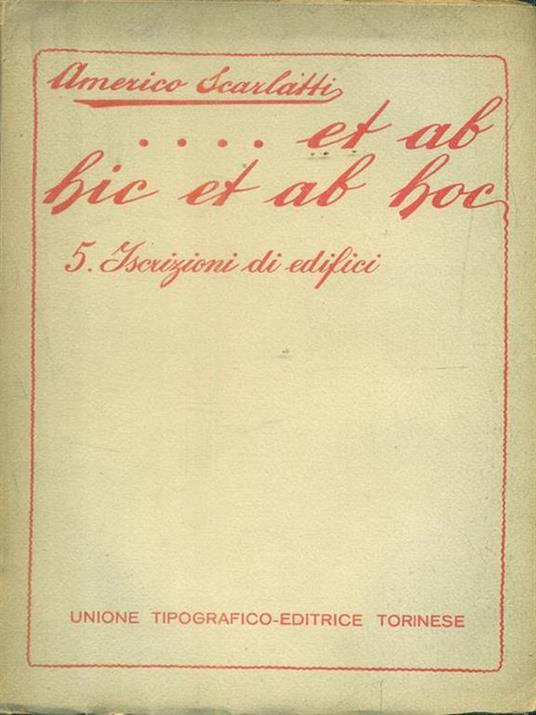 Americo Scarlatti
.... et ab
hic et ab hoc
5. Iscrizioni di edifici
UNIONE TIPOGRAFICO-EDITRICE TORINESE